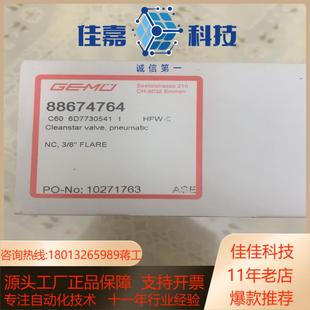 佳嘉科技
诚信第一
GEMÜ
Seetalstrasse 210
CH-6032 Emmen
88674764
C60 6D7730541 1 HPW-C
Cleanstar valve, pneumatic
NC, 3/8" FLARE
PO-No: 10271763 ASE
咨询热线:18013265989蒋工
源头工厂正品保障 支持开票
专注自动化技术 十一年行业经验
佳佳科技
11年老店
爆款推荐